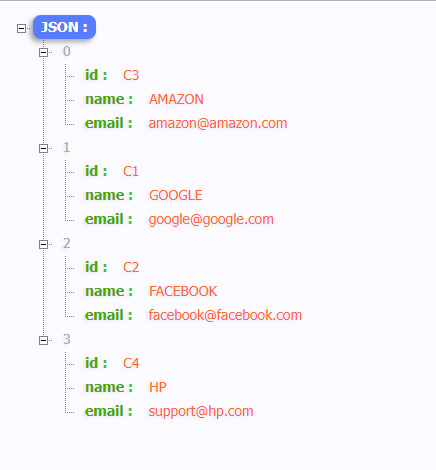 JSON :
0
id : C3
name : AMAZON
email : amazon@amazon.com
1
id : C1
name : GOOGLE
email : google@google.com
2
id : C2
name : FACEBOOK
email : facebook@facebook.com
3
id : C4
name : HP
email : support@hp.com